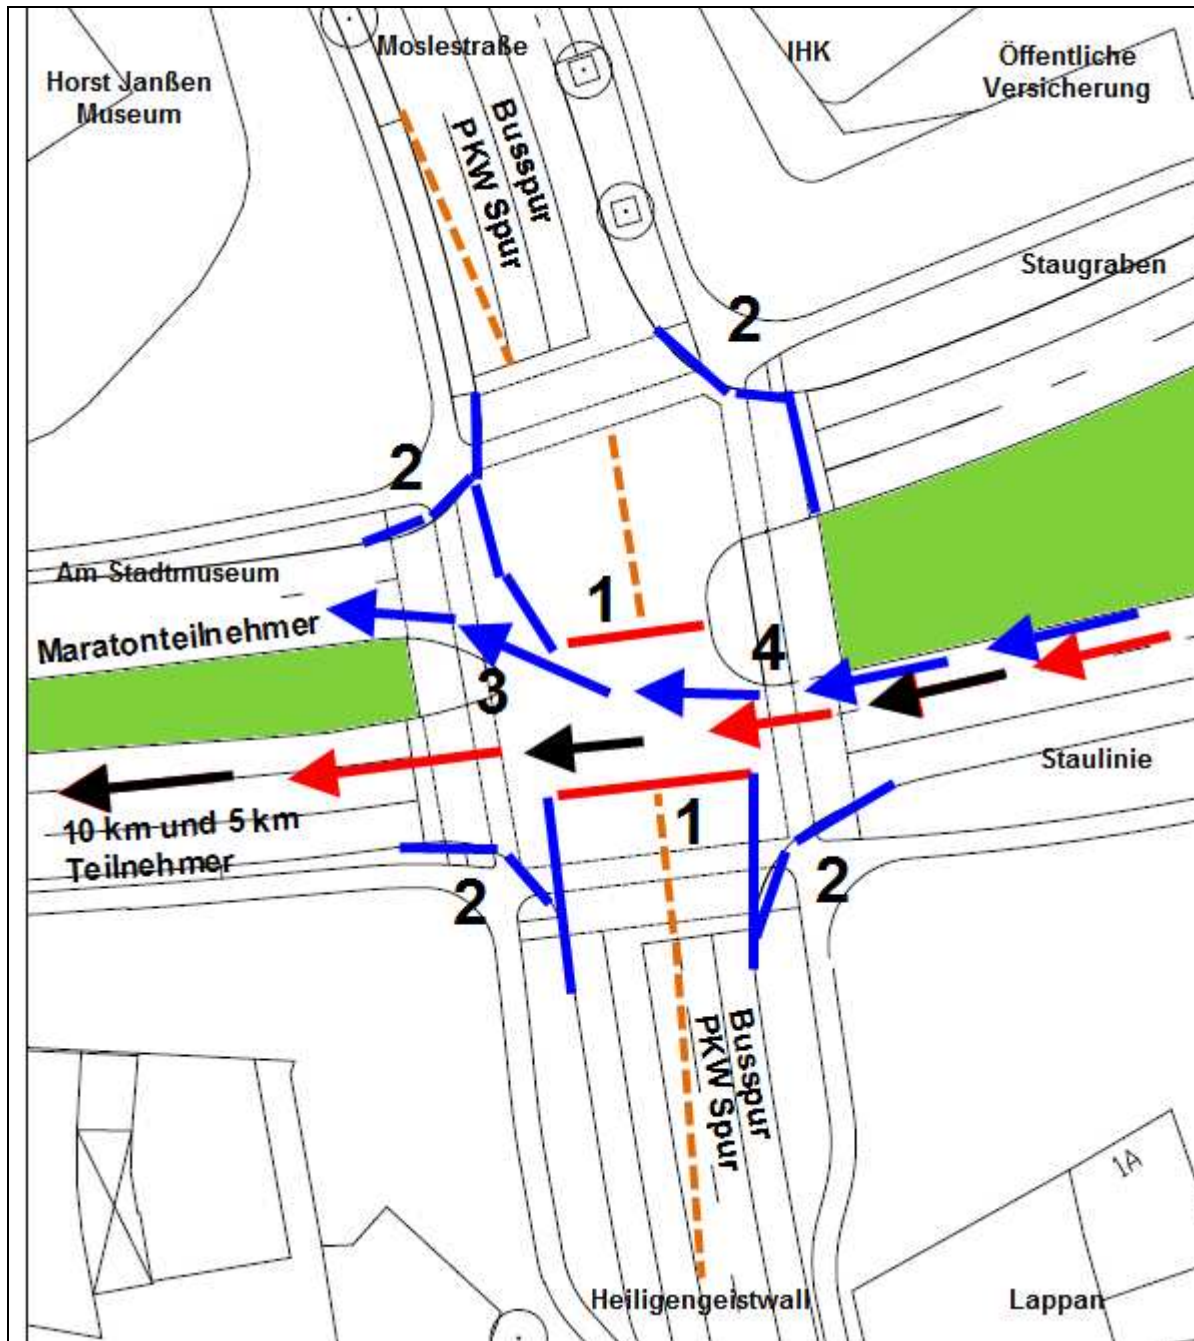 Moslestraße
IHK
Öffentliche
Versicherung
Horst Janßen
Museum
Busspur
PKW Spur
Staugraben
2
2
Am Stadtmuseum
1
Maratonteilnehmer
4
3
Staulinie
10 km und 5 km
Teilnehmer
1
2
2
Busspur
PKW Spur
1A
Heiligengeistwall
Lappan